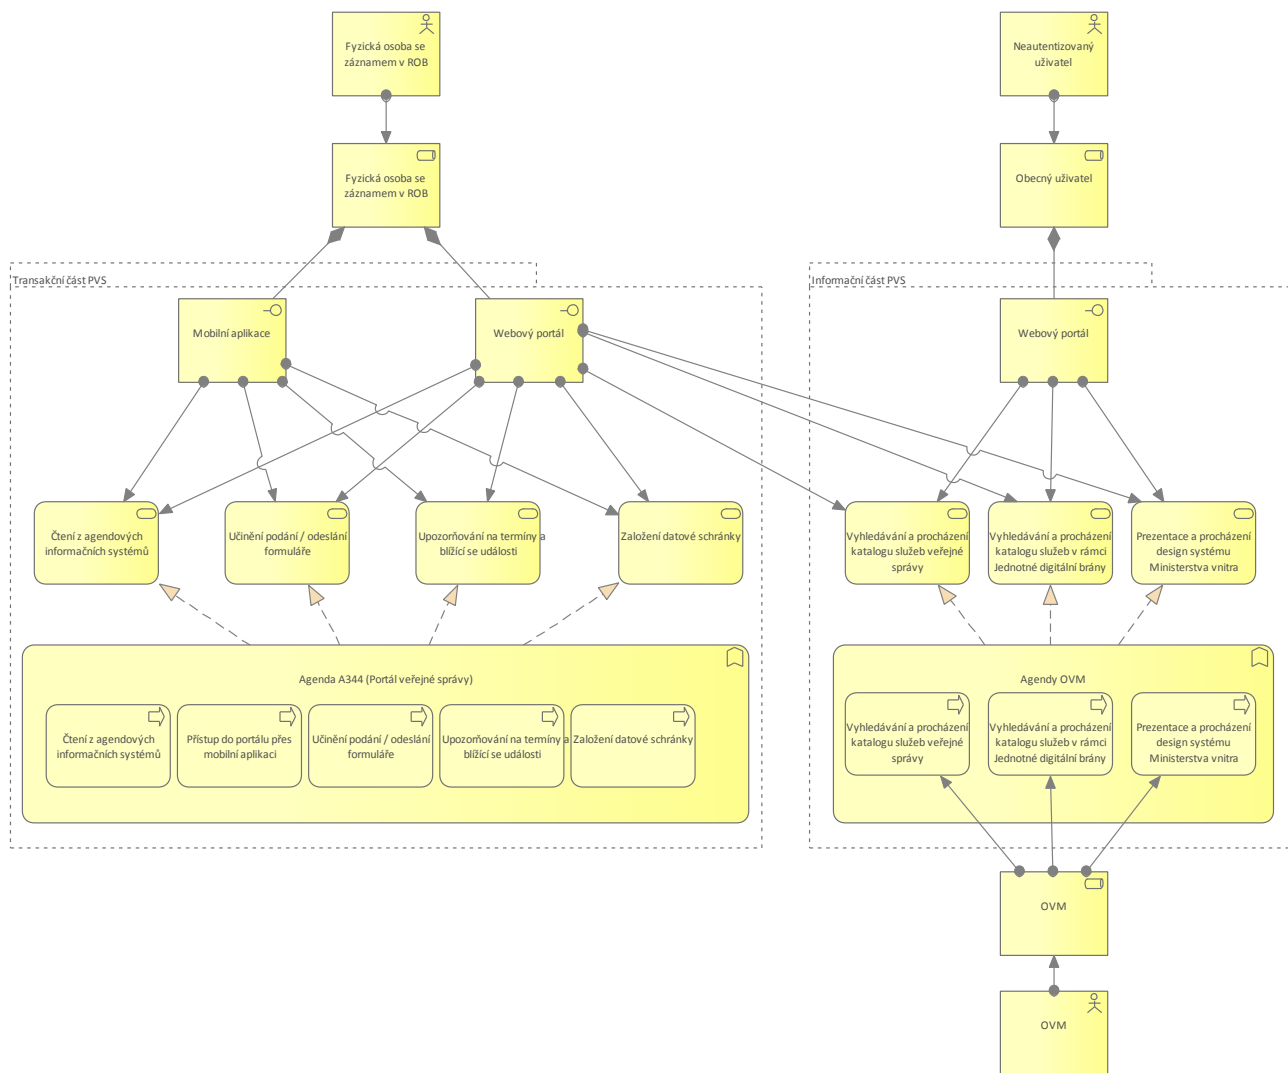 Fyzická osoba se
záznamem v ROB
Neautentizovaný
uživatel
Fyzická osoba se
záznamem v ROB
Obecný uživatel
Transakční část PVS
Informační část PVS
Mobilní aplikace
Webový portál
Webový portál
Čtení z agendových
informačních systémů
Učinění podání / odeslání
formuláře
Upozorňování na termíny a
blížící se události
Založení datové schránky
Vyhledávání a procházení
katalogu služeb veřejné
správy
Vyhledávání a procházení
katalogu služeb v rámci
Jednotné digitální brány
Prezentace a procházení
design systému
Ministerstva vnitra
Agenda A344 (Portál veřejné správy)
Čtení z agendových
informačních systémů
Přístup do portálu přes
mobilní aplikaci
Učinění podání / odeslání
formuláře
Upozorňování na termíny a
blížící se události
Založení datové schránky
Agendy OVM
Vyhledávání a procházení
katalogu služeb veřejné
správy
Vyhledávání a procházení
katalogu služeb v rámci
Jednotné digitální brány
Prezentace a procházení
design systému
Ministerstva vnitra
OVM
OVM